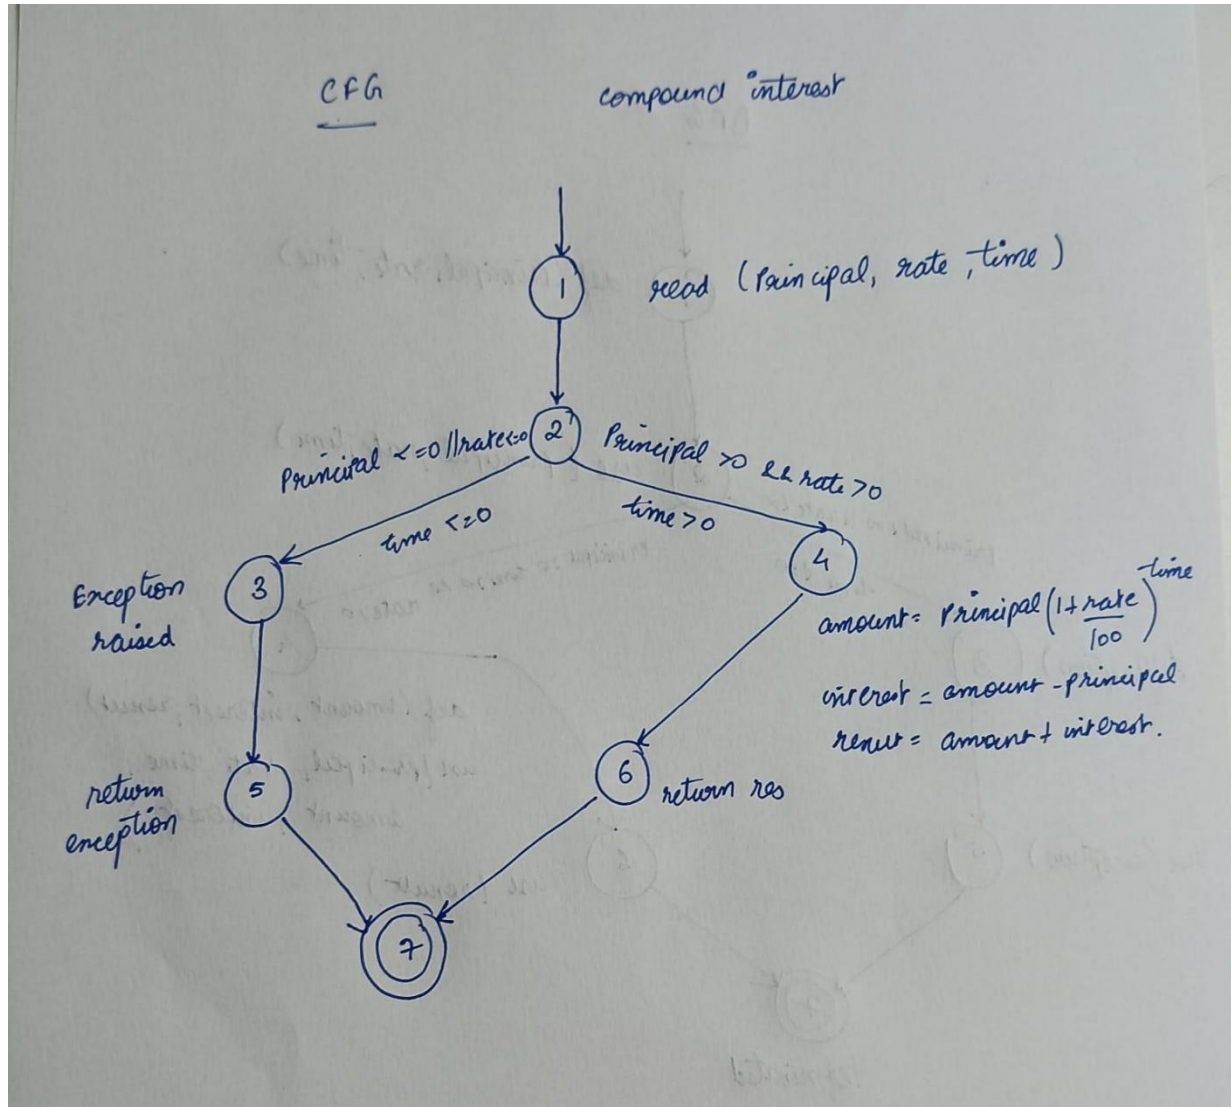 CFG compound interest
1 read (Principal, rate, time)
Principal <=0 || rate<=0 2 Principal >0 && rate >0
time <=0 time >0
3 4
Exception
raised
amount = Principal (1 + rate/100)^time
interest = amount - principal
result = amount + interest.
5 6
return return res
exception
7